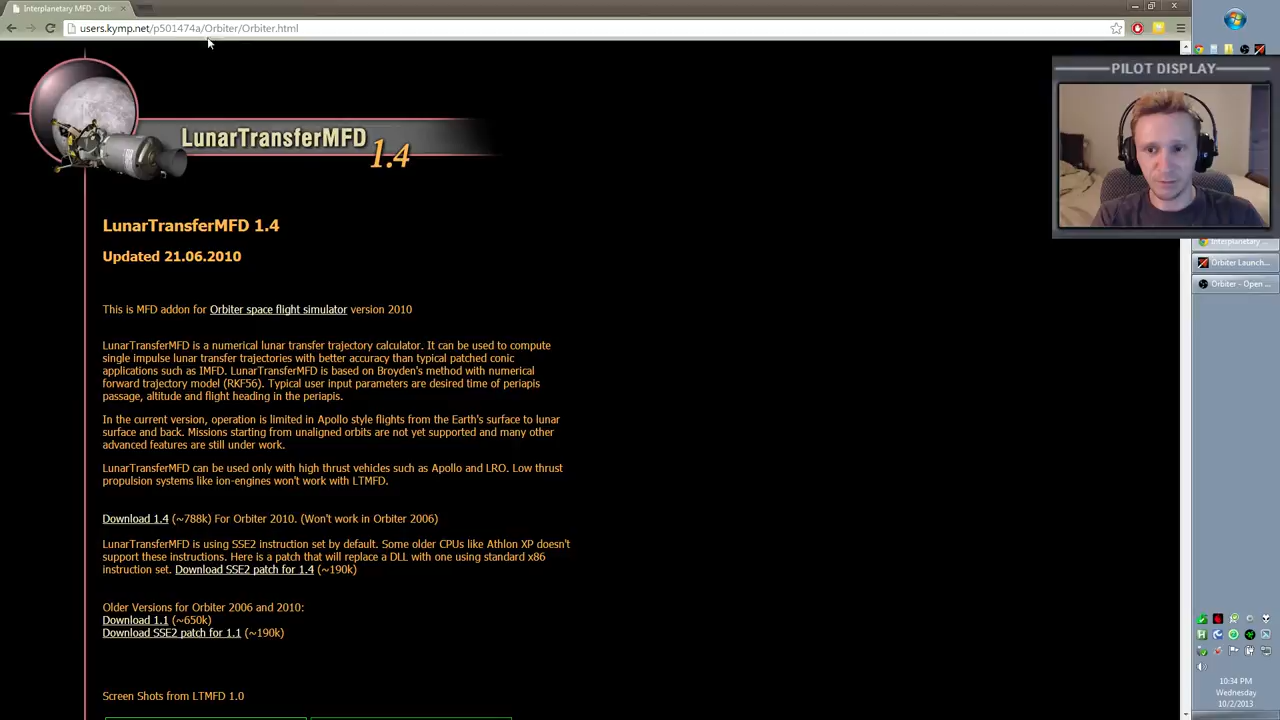 Interplanetary MFD - Orb
users.kymp.net/p501474a/Orbiter/Orbiter.html
PILOT DISPLAY
LunarTransferMFD
1.4
LunarTransferMFD 1.4
Updated 21.06.2010
This is MFD addon for Orbiter space flight simulator version 2010
LunarTransferMFD is a numerical lunar transfer trajectory calculator. It can be used to compute
single impulse lunar transfer trajectories with better accuracy than typical patched conic
applications such as IMFD. LunarTransferMFD is based on Broyden's method with numerical
forward trajectory model (RKF56). Typical user input parameters are desired time of periapis
passage, altitude and flight heading in the periapis.
In the current version, operation is limited in Apollo style flights from the Earth's surface to lunar
surface and back. Missions starting from unaligned orbits are not yet supported and many other
advanced features are still under work.
LunarTransferMFD can be used only with high thrust vehicles such as Apollo and LRO. Low thrust
propulsion systems like ion-engines won't work with LTMFD.
Download 1.4 (~788k) For Orbiter 2010. (Won't work in Orbiter 2006)
LunarTransferMFD is using SSE2 instruction set by default. Some older CPUs like Athlon XP doesn't
support these instructions. Here is a patch that will replace a DLL with one using standard x86
instruction set. Download SSE2 patch for 1.4 (~190k)
Older Versions for Orbiter 2006 and 2010:
Download 1.1 (~650k)
Download SSE2 patch for 1.1 (~190k)
Screen Shots from LTMFD 1.0
Interplanetary ...
Orbiter Launch...
Orbiter - Open ...
10:34 PM
Wednesday
10/2/2013